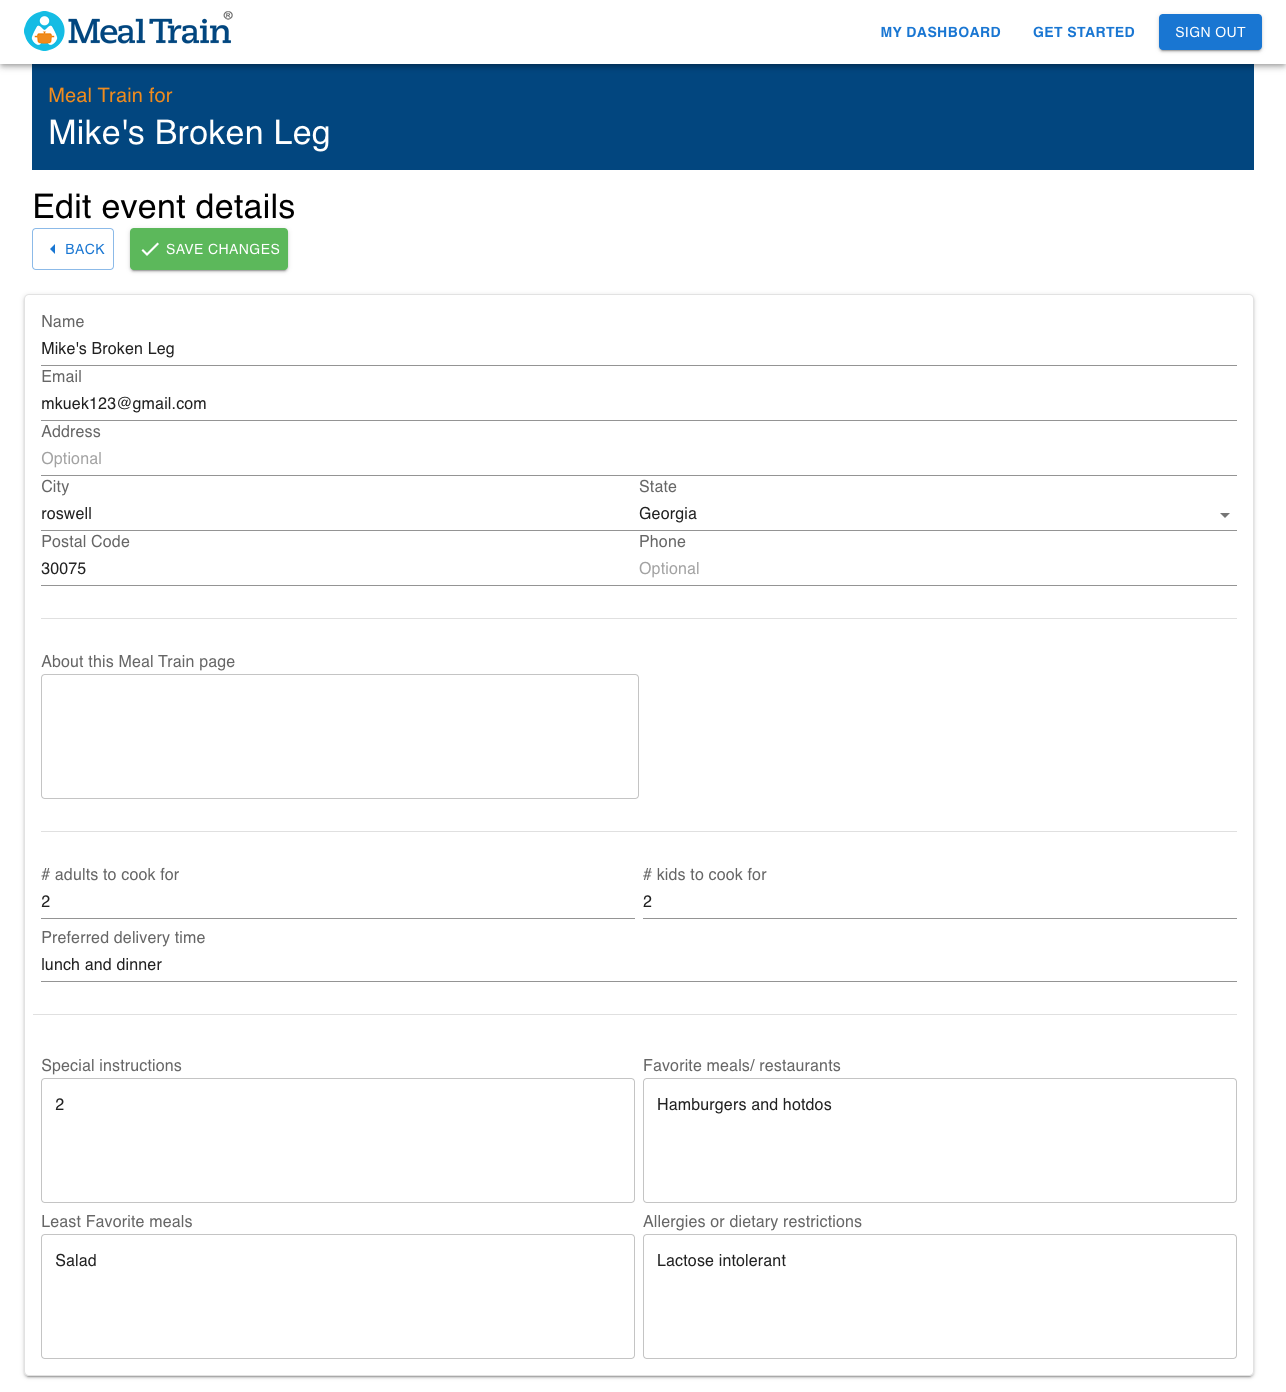 Meal Train®
MY DASHBOARD GET STARTED SIGN OUT
Meal Train for
Mike's Broken Leg
Edit event details
BACK SAVE CHANGES
Name
Mike's Broken Leg
Email
mkuek123@gmail.com
Address
Optional
City State
roswell Georgia
Postal Code Phone
30075 Optional
About this Meal Train page
# adults to cook for # kids to cook for
2 2
Preferred delivery time
lunch and dinner
Special instructions Favorite meals/ restaurants
2 Hamburgers and hotdos
Least Favorite meals Allergies or dietary restrictions
Salad Lactose intolerant